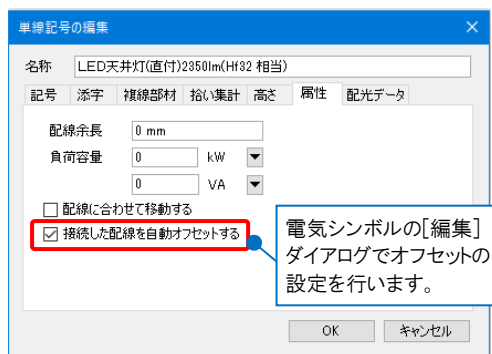 単線記号の編集
名称 LED天井灯(直付)2350lm(Hf32 相当)
記号 添字 複線部材 拾い集計 高さ 属性 配光データ
配線余長 0 mm
負荷容量 0 kW
0 VA
配線に合わせて移動する
接続した配線を自動オフセットする
電気シンボルの[編集]
ダイアログでオフセットの
設定を行います。
OK キャンセル